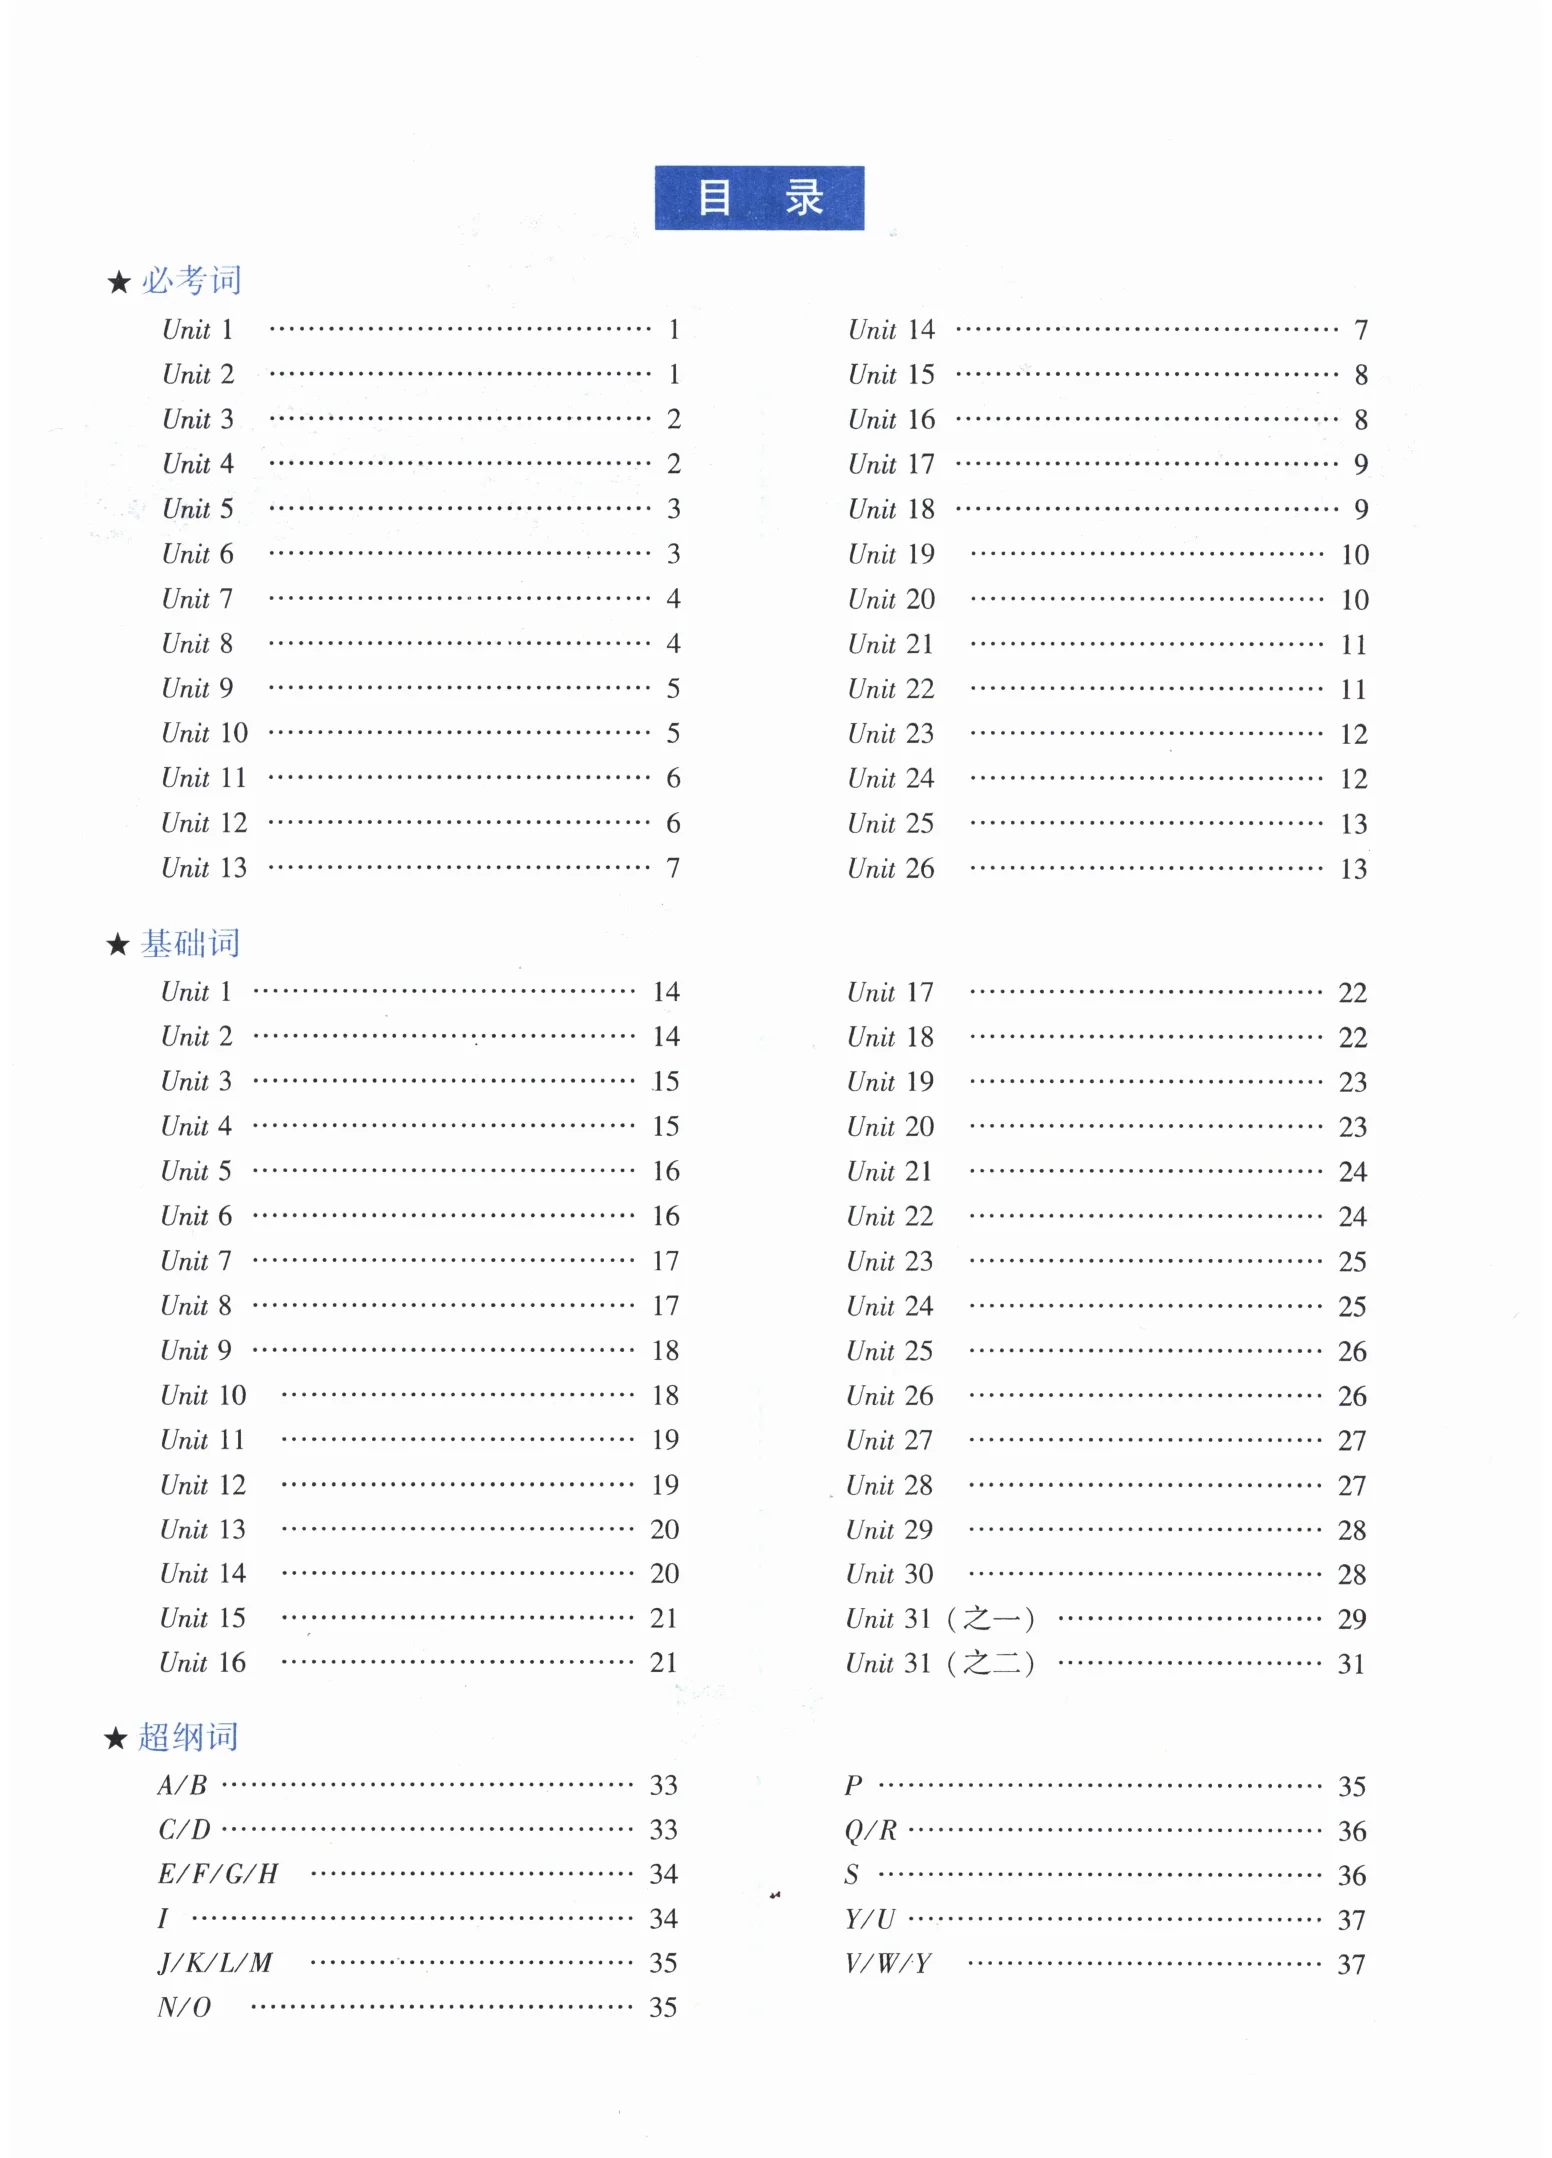 目 录
★ 必考词
Unit 1 ………………………………… 1
Unit 2 ………………………………… 1
Unit 3 ………………………………… 2
Unit 4 ………………………………… 2
Unit 5 ………………………………… 3
Unit 6 ………………………………… 3
Unit 7 ………………………………… 4
Unit 8 ………………………………… 4
Unit 9 ………………………………… 5
Unit 10 ………………………………… 5
Unit 11 ………………………………… 6
Unit 12 ………………………………… 6
Unit 13 ………………………………… 7
Unit 14 ………………………………… 7
Unit 15 ………………………………… 8
Unit 16 ………………………………… 8
Unit 17 ………………………………… 9
Unit 18 ………………………………… 9
Unit 19 ………………………………… 10
Unit 20 ………………………………… 10
Unit 21 ………………………………… 11
Unit 22 ………………………………… 11
Unit 23 ………………………………… 12
Unit 24 ………………………………… 12
Unit 25 ………………………………… 13
Unit 26 ………………………………… 13
★ 基础词
Unit 1 ………………………………… 14
Unit 2 ………………………………… 14
Unit 3 ………………………………… 15
Unit 4 ………………………………… 15
Unit 5 ………………………………… 16
Unit 6 ………………………………… 16
Unit 7 ………………………………… 17
Unit 8 ………………………………… 17
Unit 9 ………………………………… 18
Unit 10 ………………………………… 18
Unit 11 ………………………………… 19
Unit 12 ………………………………… 19
Unit 13 ………………………………… 20
Unit 14 ………………………………… 20
Unit 15 ………………………………… 21
Unit 16 ………………………………… 21
Unit 17 ………………………………… 22
Unit 18 ………………………………… 22
Unit 19 ………………………………… 23
Unit 20 ………………………………… 23
Unit 21 ………………………………… 24
Unit 22 ………………………………… 24
Unit 23 ………………………………… 25
Unit 24 ………………………………… 25
Unit 25 ………………………………… 26
Unit 26 ………………………………… 26
Unit 27 ………………………………… 27
Unit 28 ………………………………… 27
Unit 29 ………………………………… 28
Unit 30 ………………………………… 28
Unit 31（之一） ………………………… 29
Unit 31（之二） ………………………… 31
★ 超纲词
A/B ………………………………… 33
C/D ………………………………… 33
E/F/G/H ………………………………… 34
I ………………………………… 34
J/K/L/M ………………………………… 35
N/O ………………………………… 35
P ………………………………… 35
Q/R ………………………………… 36
S ………………………………… 36
Y/U ………………………………… 37
V/W/Y ………………………………… 37